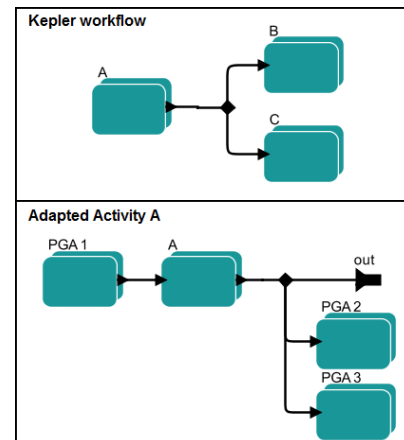 Kepler workflow
B
A
C
Adapted Activity A
PGA 1
A
out
PGA 2
PGA 3